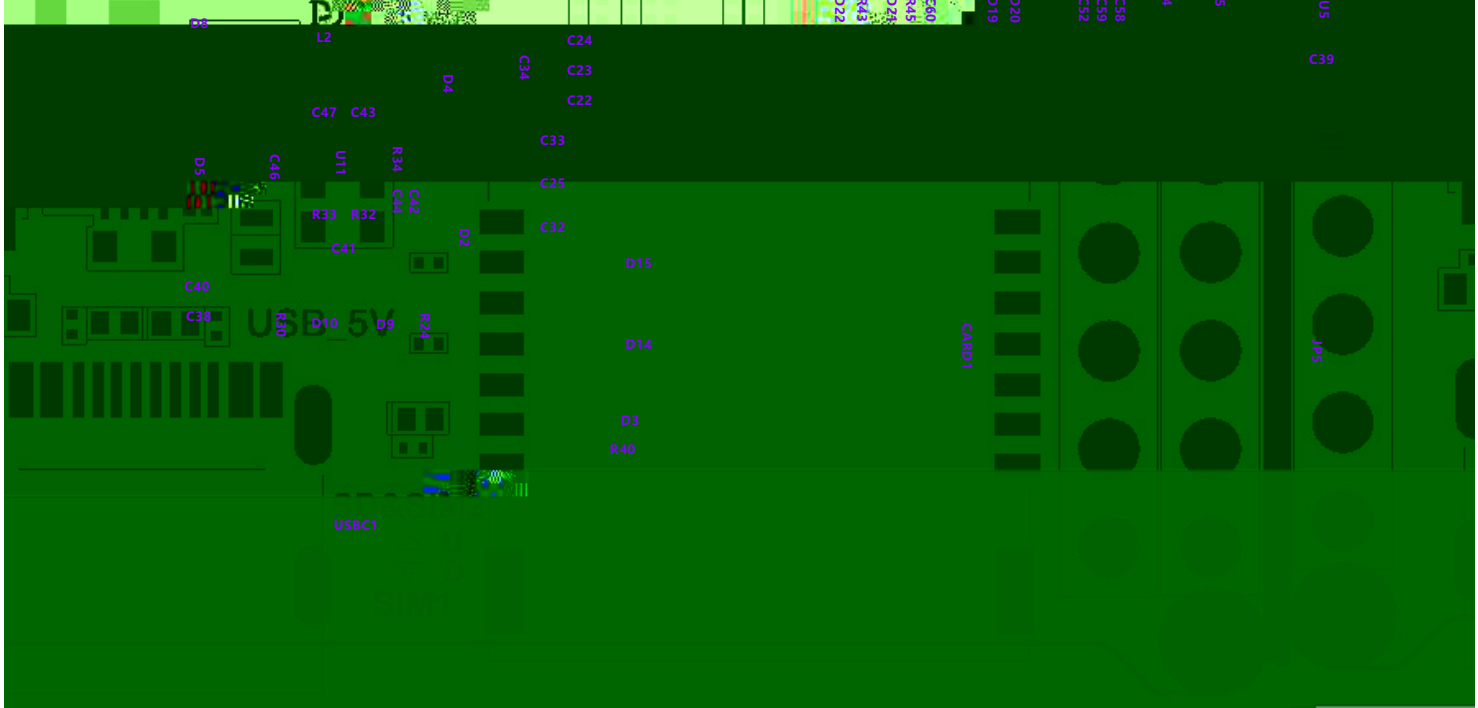 D22 R43 D21 R45 C60 D19 D20 C52 C59 C58 U5
D8
L2
C24
C34
C39
C23
D4
C22
C47 C43
C33
D5 C46 U11 R34
C25
C44 C42
R33 R32
C32
D2
C41
D15
C40
C38
R30
USB_5V
D10 D9 R24
D14
CARD1
JP5
D3
R40
USBC1